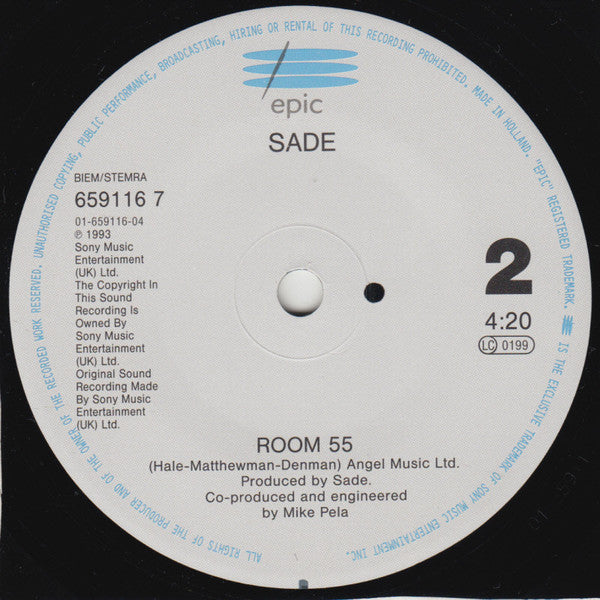 epic
SADE
BIEM/STEMRA
659116 7
01-659116-04
℗ 1993
Sony Music
Entertainment
(UK) Ltd.
The Copyright In
This Sound
Recording Is
Owned By
Sony Music
Entertainment
(UK) Ltd.
Original Sound
Recording Made
By Sony Music
Entertainment
(UK) Ltd.
2
4:20
LC 0199
ROOM 55
(Hale-Matthewman-Denman) Angel Music Ltd.
Produced by Sade.
Co-produced and engineered
by Mike Pela
ALL RIGHTS OF THE PRODUCER AND OF THE OWNER OF THE RECORDED WORK RESERVED. UNAUTHORISED COPYING, PUBLIC PERFORMANCE, BROADCASTING, HIRING OR RENTAL OF THIS RECORDING PROHIBITED. MADE IN HOLLAND. "EPIC" REGISTERED TRADEMARK. IS THE EXCLUSIVE TRADEMARK OF SONY MUSIC ENTERTAINMENT INC.